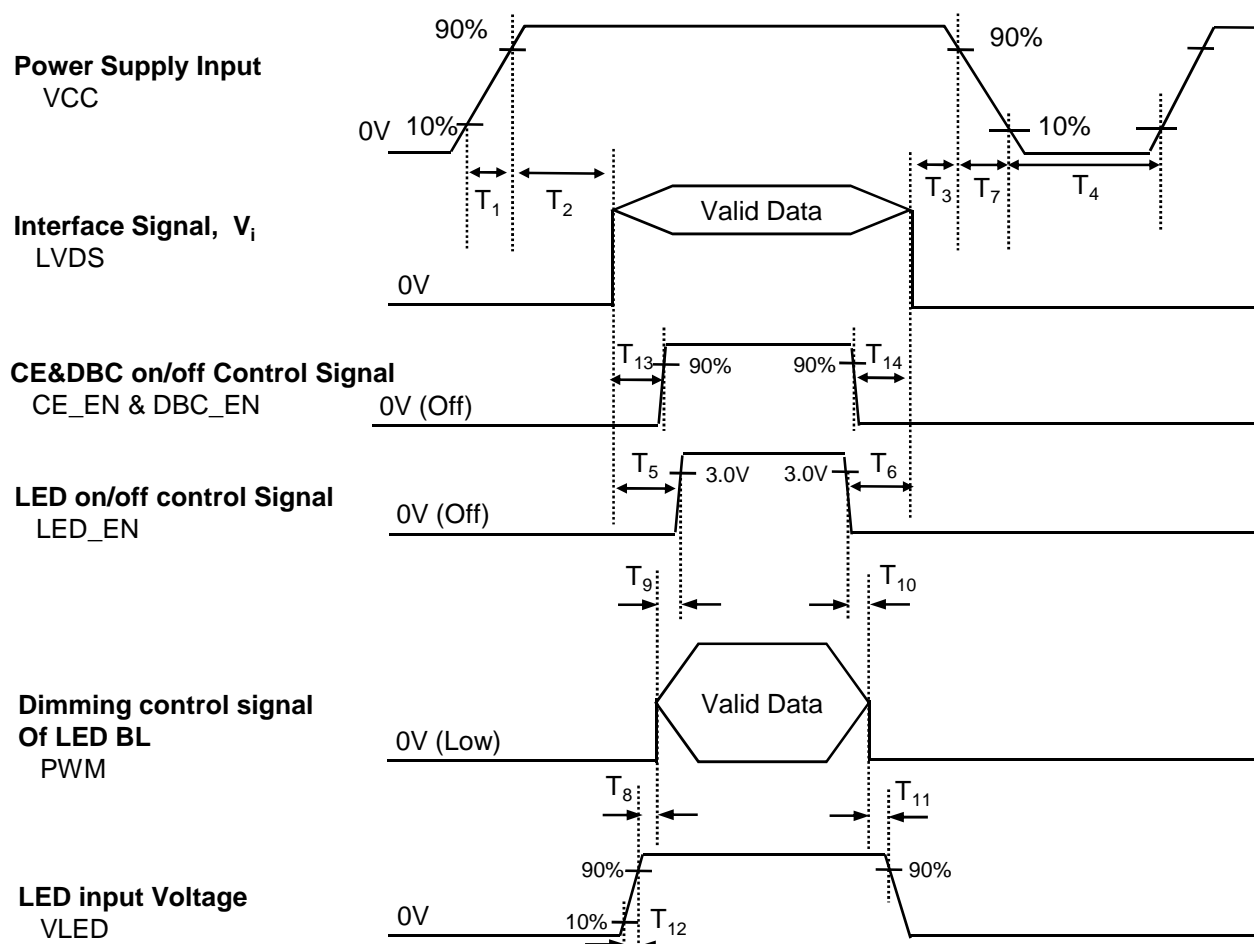 90%
90%
Power Supply Input
VCC
0V
10%
10%
T1
T2
T3
T7
T4
Interface Signal, Vi
LVDS
Valid Data
0V
CE&DBC on/off Control Signal
CE_EN & DBC_EN
T13
90%
90%
T14
0V (Off)
LED on/off control Signal
LED_EN
T5
3.0V
3.0V
T6
0V (Off)
T9
T10
Dimming control signal
Of LED BL
PWM
Valid Data
0V (Low)
T8
T11
LED input Voltage
VLED
90%
90%
0V
10%
T12